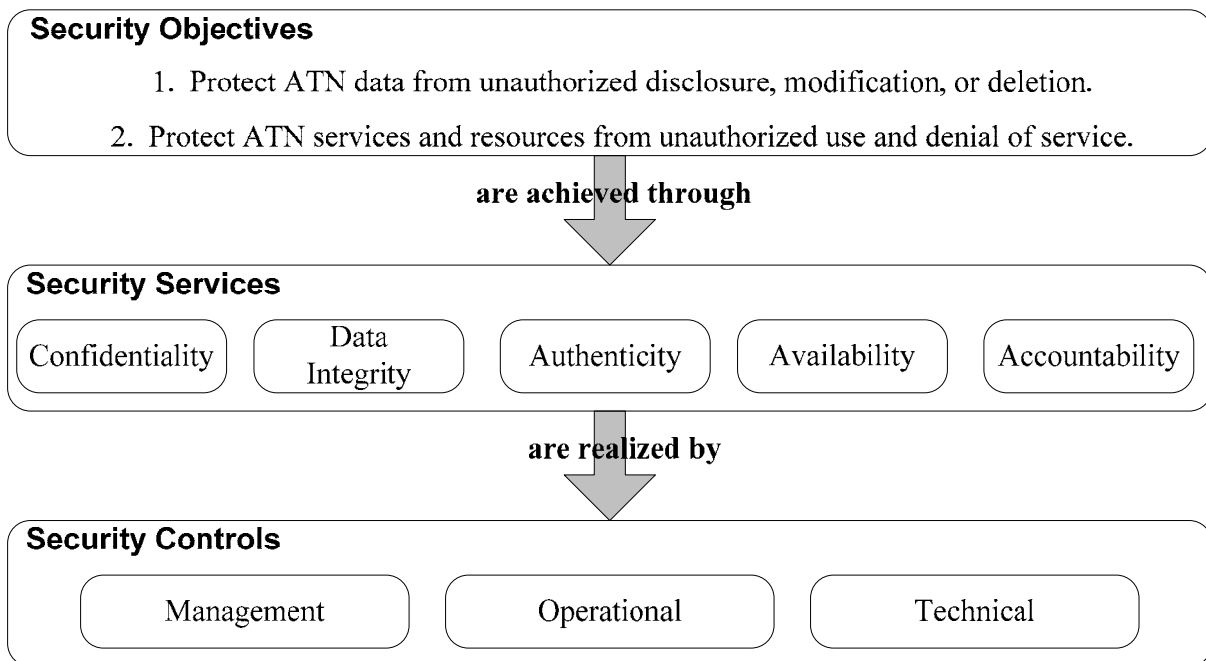 Security Objectives
1. Protect ATN data from unauthorized disclosure, modification, or deletion.
2. Protect ATN services and resources from unauthorized use and denial of service.
are achieved through
Security Services
Confidentiality
Data
Integrity
Authenticity
Availability
Accountability
are realized by
Security Controls
Management
Operational
Technical